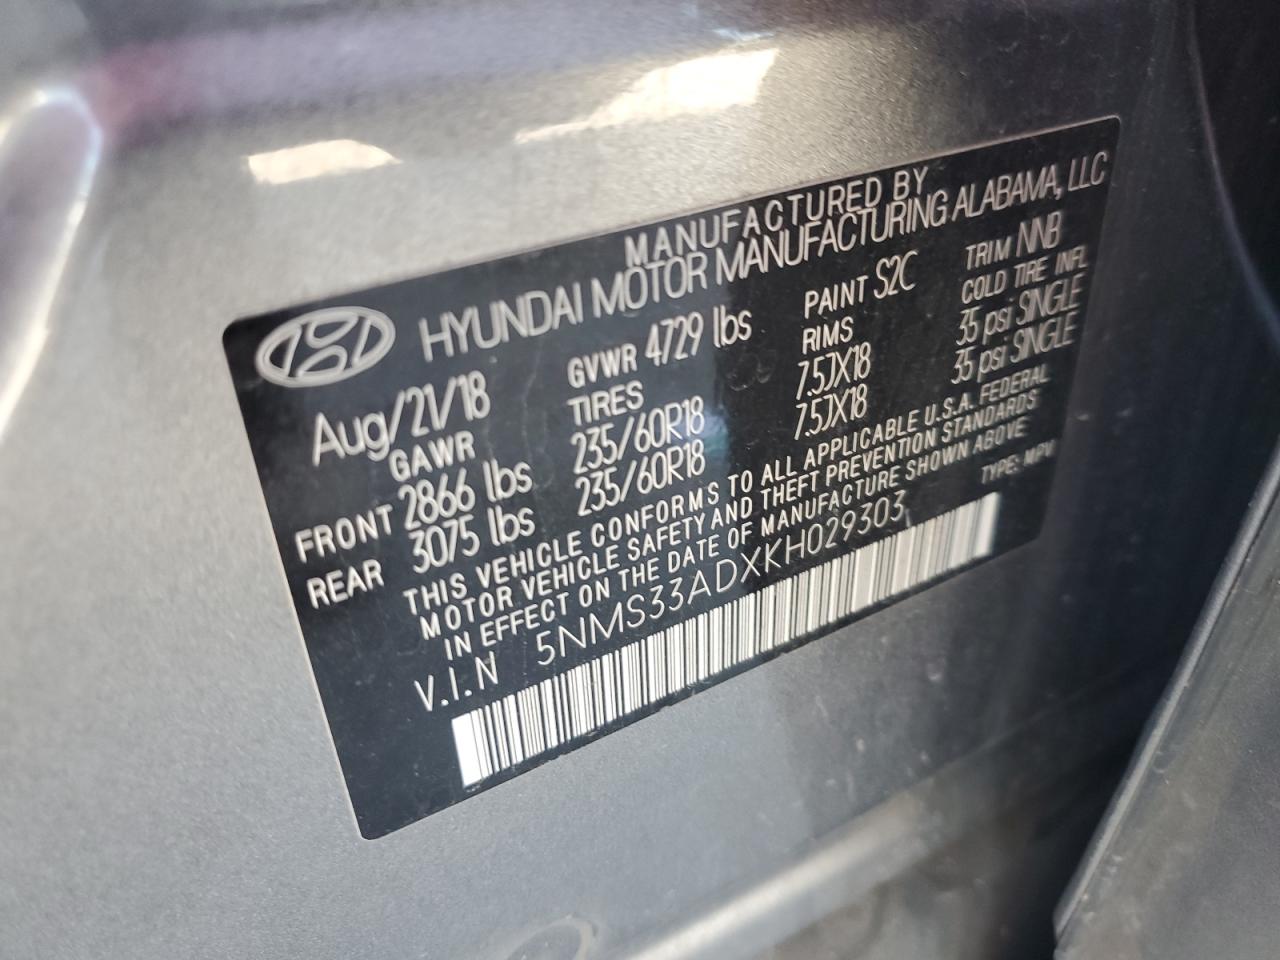 MANUFACTURED BY
HYUNDAI MOTOR MANUFACTURING ALABAMA, LLC
Aug/21/18 GVWR 4729 lbs PAINT S2C TRIM NNB
GAWR TIRES RIMS COLD TIRE INFL
FRONT 2866 lbs 235/60R18 7.5JX18 35 psi SINGLE
REAR 3075 lbs 235/60R18 7.5JX18 35 psi SINGLE
THIS VEHICLE CONFORMS TO ALL APPLICABLE U.S.A. FEDERAL
MOTOR VEHICLE SAFETY AND THEFT PREVENTION STANDARDS
IN EFFECT ON THE DATE OF MANUFACTURE SHOWN ABOVE
V.I.N 5NMS33ADXKH029303 TYPE: MPV